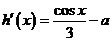 h′(x) = cos x / 3 − a